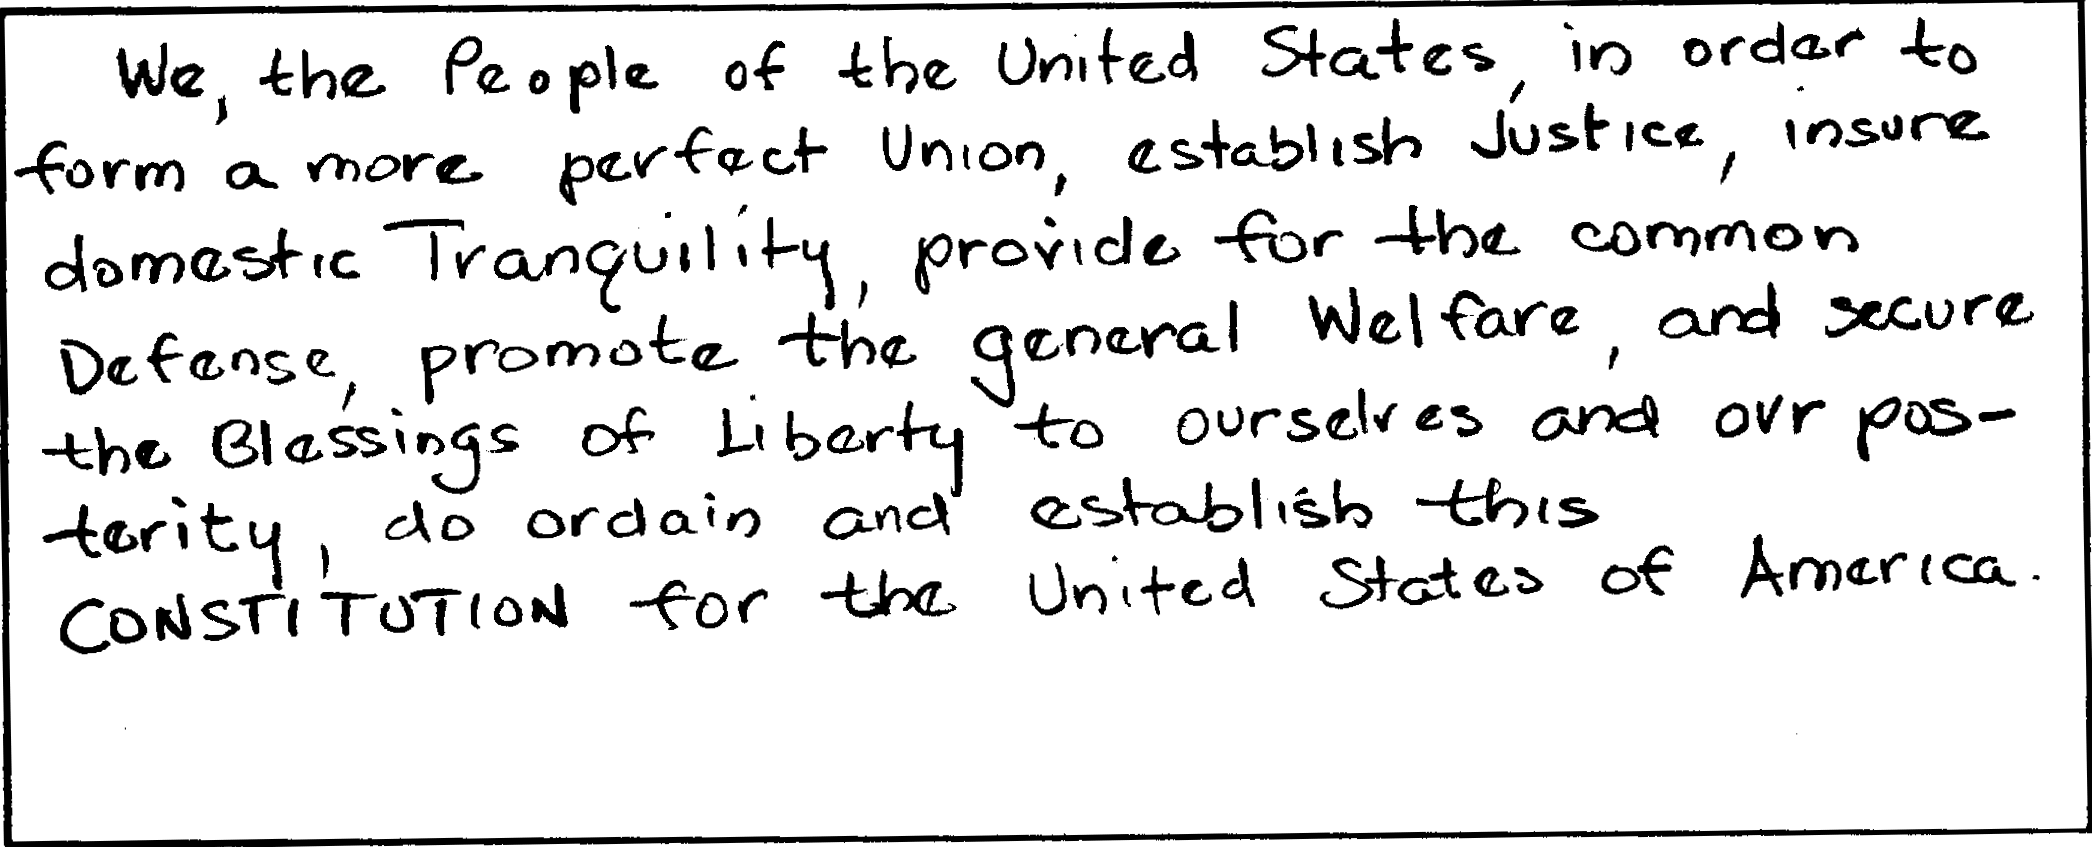 We, the People of the United States, in order to
form a more perfect Union, establish Justice, insure
domestic Tranquility, provide for the common
Defense, promote the general Welfare, and secure
the Blessings of Liberty to ourselves and our pos-
terity, do ordain and establish this
CONSTITUTION for the United States of America.